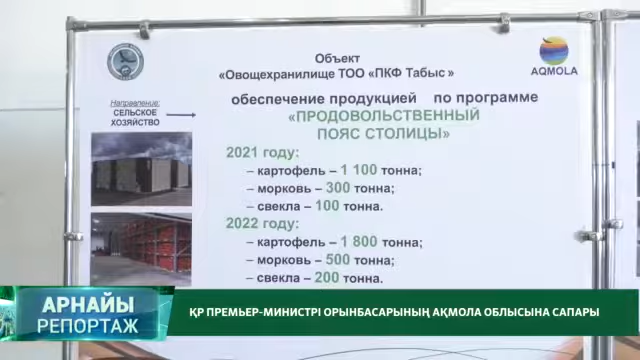 Объект
«Овощехранилище ТОО «ПКФ Табыс»
AQMOLA
Направление:
СЕЛЬСКОЕ
ХОЗЯЙСТВО
обеспечение продукцией по программе
«ПРОДОВОЛЬСТВЕННЫЙ
ПОЯС СТОЛИЦЫ»
2021 году:
– картофель – 1 100 тонна;
– морковь – 300 тонна;
– свекла – 100 тонна.
2022 году:
– картофель – 1 800 тонна;
– морковь – 500 тонна;
– свекла – 200 тонна.
АРНАЙЫ
РЕПОРТАЖ
ҚР ПРЕМЬЕР-МИНИСТРІ ОРЫНБАСАРЫНЫҢ АҚМОЛА ОБЛЫСЫНА САПАРЫ